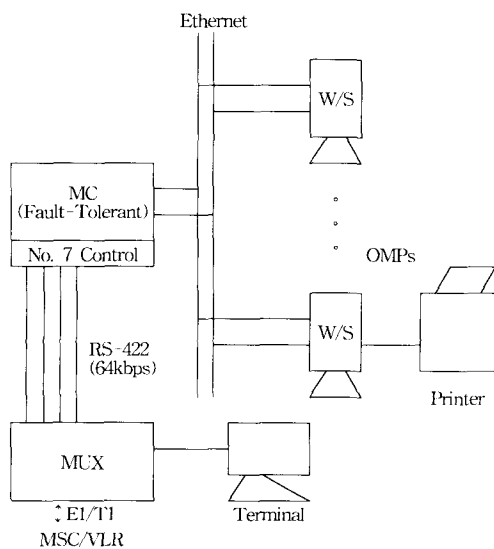 Ethernet
W/S
MC
(Fault-Tolerant)
No. 7 Control
OMPs
W/S
RS-422
(64kbps)
Printer
MUX
E1/T1
Terminal
MSC/VLR